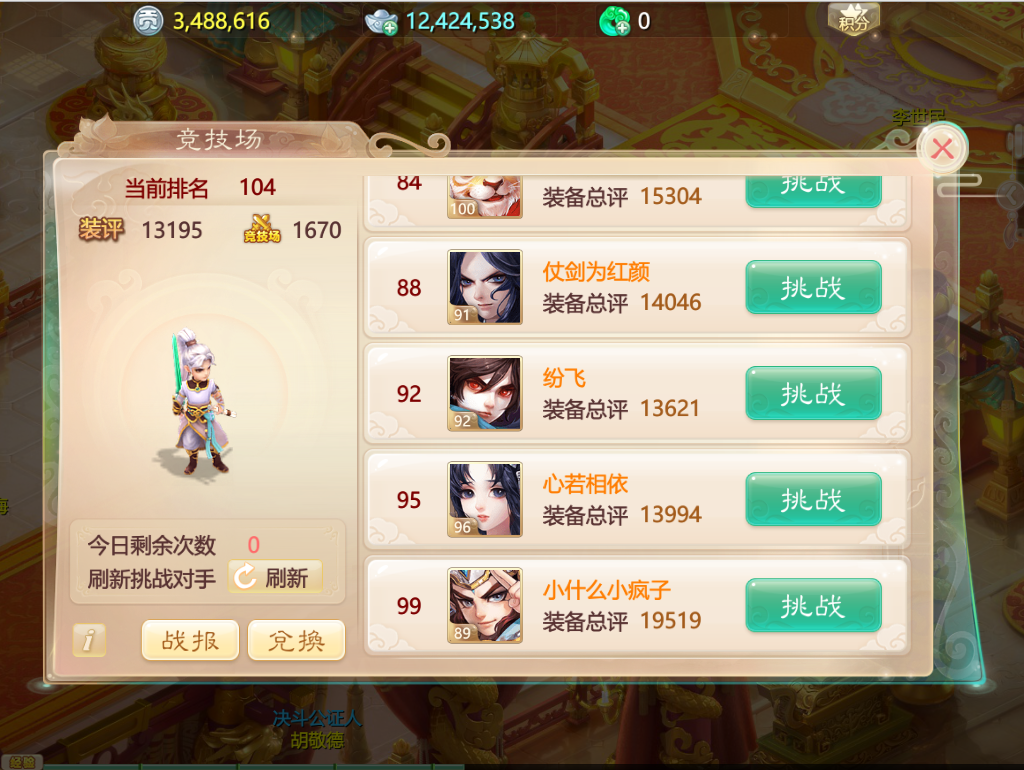 贡 3,488,616 12,424,538 0 积分
李世民
竞技场
当前排名 104
装评 13195 竞技场 1670
84 100 装备总评 15304 挑战
仗剑为红颜
88 91 装备总评 14046 挑战
纷飞
92 92 装备总评 13621 挑战
心若相依
95 96 装备总评 13994 挑战
小什么小疯子
99 89 装备总评 19519 挑战
今日剩余次数 0
刷新挑战对手 刷新
i 战报 兑换
决斗公证人
胡敬德
经验